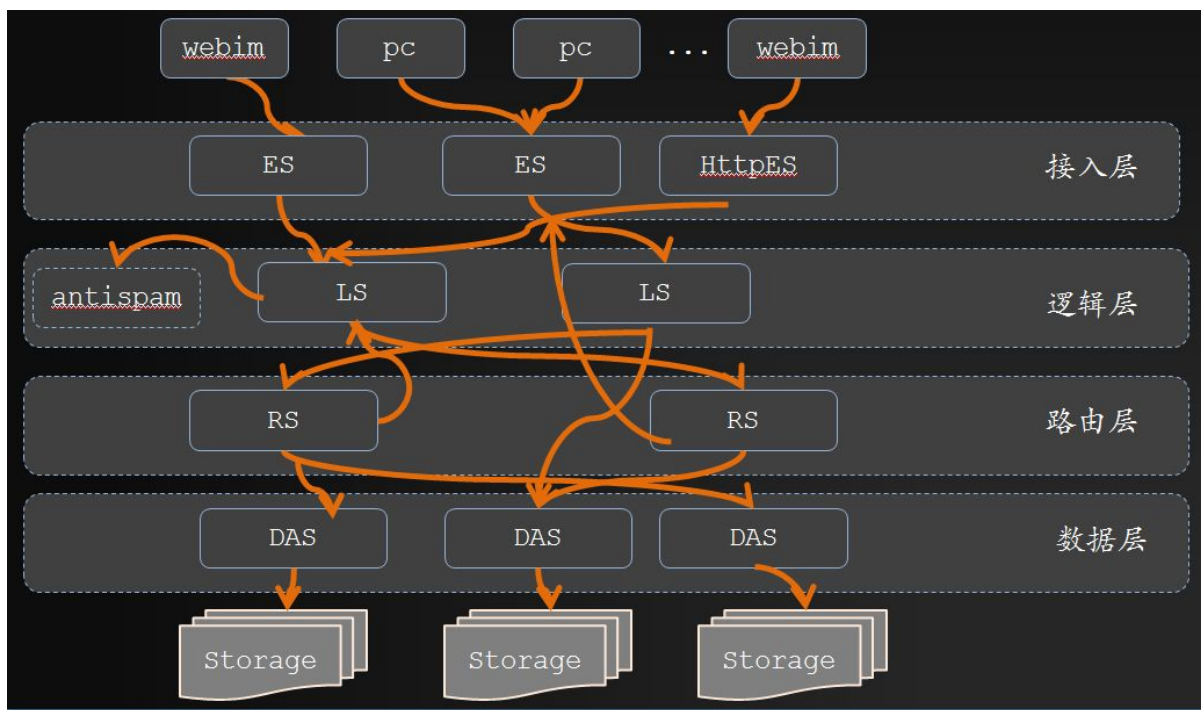 webim pc pc ... webim
ES ES HttpES 接入层
antispam LS LS 逻辑层
RS RS 路由层
DAS DAS DAS 数据层
Storage Storage Storage